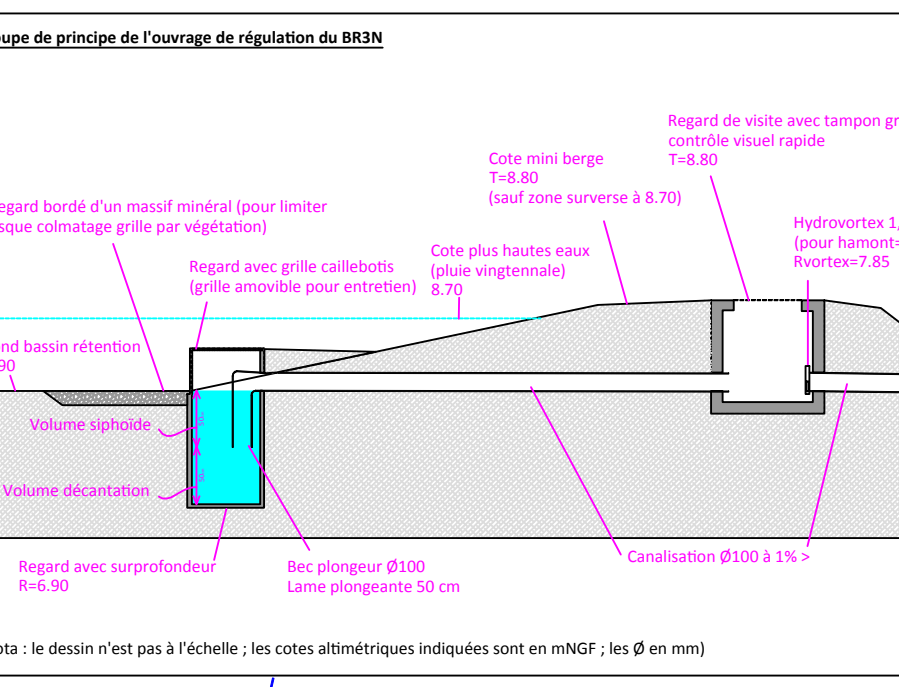 upe de principe de l'ouvrage de régulation du BR3N
Regard de visite avec tampon gr
contrôle visuel rapide
T=8.80
Cote mini berge
T=8.80
(sauf zone surverse à 8.70)
egard bordé d'un massif minéral (pour limiter
sque colmatage grille par végétation)
Hydrovortex 1,
(pour hamont=
Rvortex=7.85
Cote plus hautes eaux
(pluie vingtennale)
8.70
Regard avec grille caillebotis
(grille amovible pour entretien)
nd bassin rétention
90
Volume siphoïde
Volume décantation
Canalisation Ø100 à 1% >
Regard avec surprofondeur
R=6.90
Bec plongeur Ø100
Lame plongeante 50 cm
ota : le dessin n'est pas à l'échelle ; les cotes altimétriques indiquées sont en mNGF ; les Ø en mm)